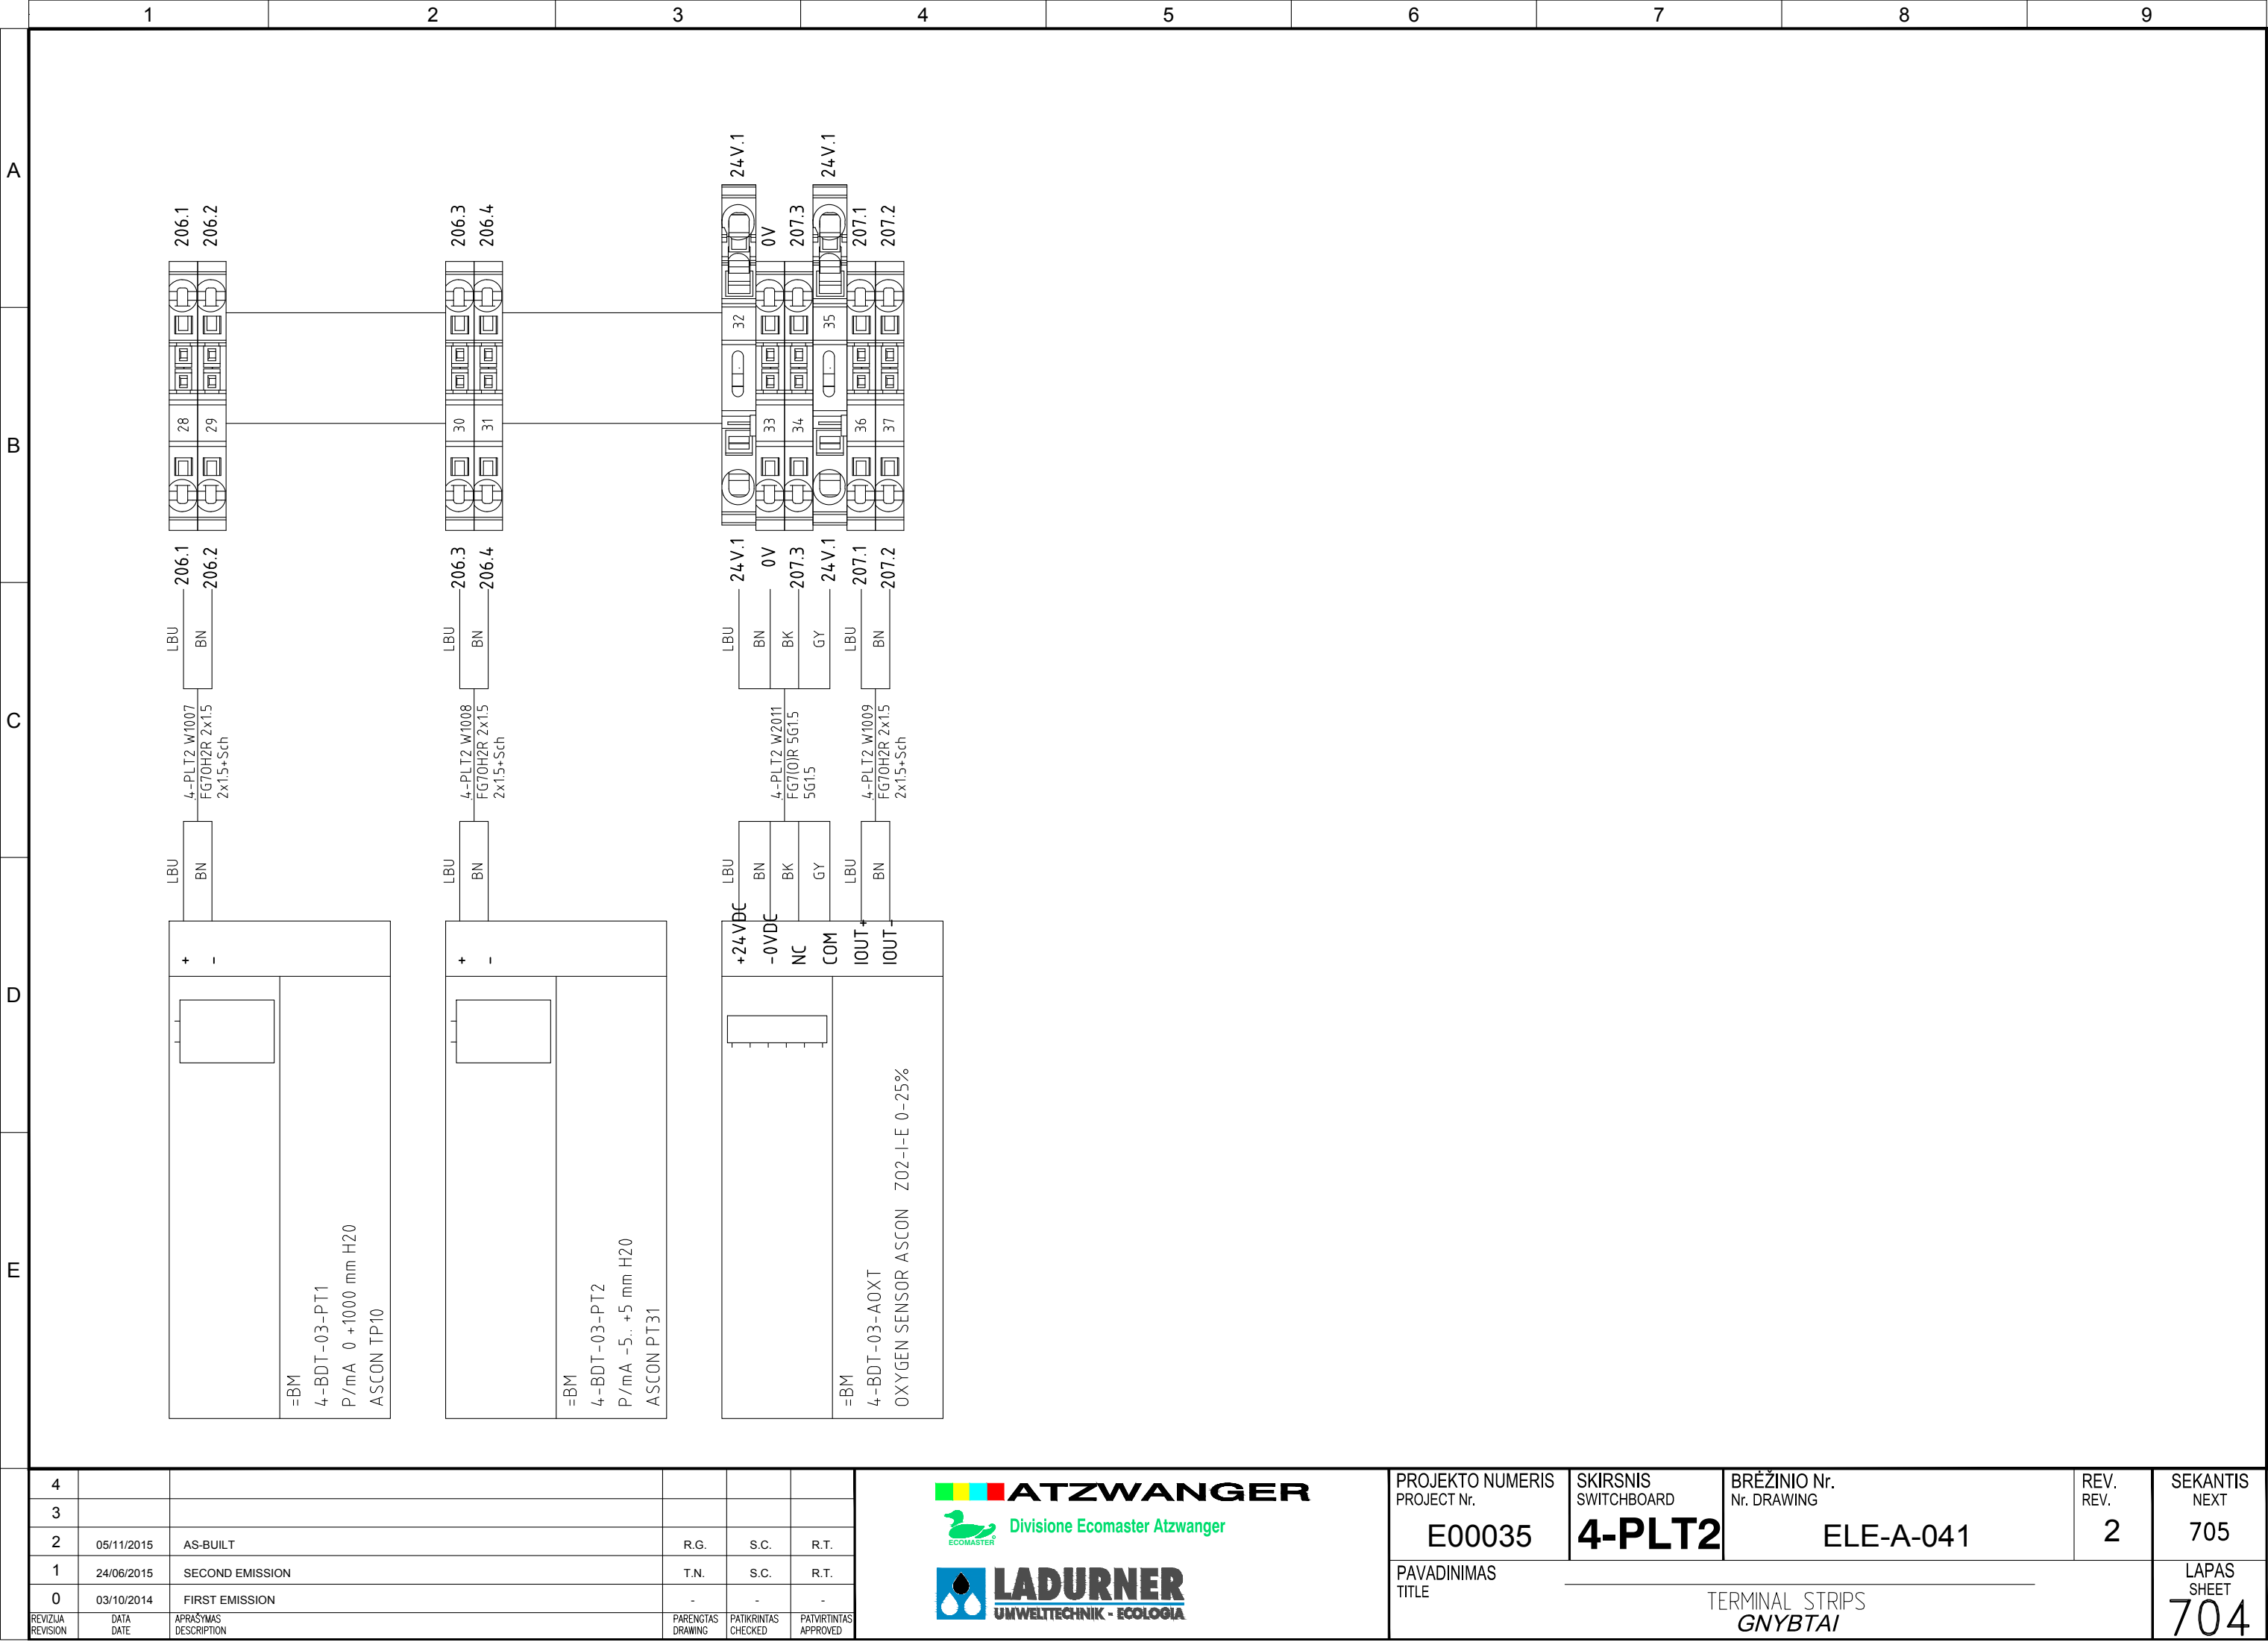 1 2 3 4 5 6 7 8 9
A
B
C
D
E
206.1
206.2
206.3
206.4
24V.1
0V
207.3
24V.1
207.1
207.2
28
29
30
31
32
33
34
35
36
37
206.1
206.2
206.3
206.4
24V.1
0V
207.3
24V.1
207.1
207.2
LBU
BN
LBU
BN
LBU
BN
BK
GY
LBU
BN
4-PLT2 W1007
FG7OH2R 2x1.5
2x1.5+Sch
4-PLT2 W1008
FG7OH2R 2x1.5
2x1.5+Sch
4-PLT2 W2011
FG7(O)R 5G1.5
5G1.5
4-PLT2 W1009
FG7OH2R 2x1.5
2x1.5+Sch
LBU
BN
LBU
BN
LBU
BN
BK
GY
LBU
BN
+
-
+
-
+24VDC
-0VDC
NC
COM
IOUT+
IOUT-
=BM
4-BDT-03-PT1
P/mA 0 +1000 mm H20
ASCON TP10
=BM
4-BDT-03-PT2
P/mA -5.. +5 mm H20
ASCON PT31
=BM
4-BDT-03-AOXT
OXYGEN SENSOR ASCON ZO2-I-E 0-25%
4
3
2 05/11/2015 AS-BUILT R.G. S.C. R.T.
1 24/06/2015 SECOND EMISSION T.N. S.C. R.T.
0 03/10/2014 FIRST EMISSION - - -
REVIZIJA DATA APRAŠYMAS PARENGTAS PATIKRINTAS PATVIRTINTAS
REVISION DATE DESCRIPTION DRAWING CHECKED APPROVED
ATZWANGER
Divisione Ecomaster Atzwanger
ECOMASTER
LADURNER
UMWELTTECHNIK - ECOLOGIA
PROJEKTO NUMERIS
PROJECT Nr.
E00035
SKIRSNIS
SWITCHBOARD
4-PLT2
BRĖŽINIO Nr.
Nr. DRAWING
ELE-A-041
REV.
REV.
2
SEKANTIS
NEXT
705
PAVADINIMAS
TITLE
TERMINAL STRIPS
GNYBTAI
LAPAS
SHEET
704